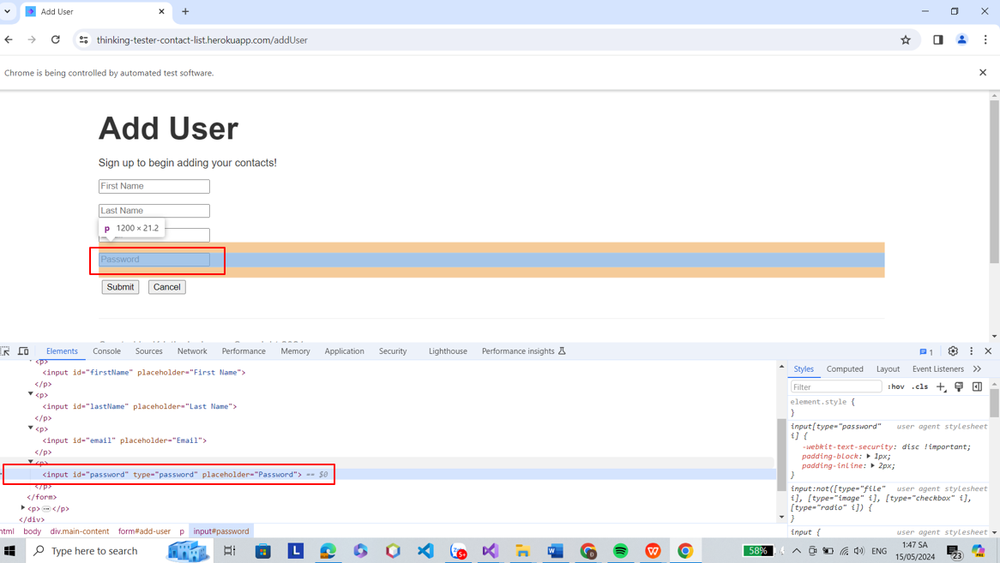 Add User
thinking-tester-contact-list.herokuapp.com/addUser
Chrome is being controlled by automated test software.
Add User
Sign up to begin adding your contacts!
First Name
Last Name
p 1200 × 21.2
Password
Submit Cancel
Elements Console Sources Network Performance Memory Application Security Lighthouse Performance insights 1
<p>
<input id="firstName" placeholder="First Name">
</p>
<p>
<input id="lastName" placeholder="Last Name">
</p>
<p>
<input id="email" placeholder="Email">
</p>
<p>
<input id="password" type="password" placeholder="Password"> == $0
</p>
</form>
<p> ⋯ </p>
</div>
html body div.main-content form#add-user p input#password
Styles Computed Layout Event Listeners
Filter :hov .cls
element.style {
}
input[type="password" user agent stylesheet
i] {
-webkit-text-security: disc !important;
padding-block: 1px;
padding-inline: 2px;
}
input:not([type="file" user agent stylesheet
i], [type="image" i], [type="checkbox" i],
[type="radio" i]) {
}
input { user agent stylesheet
Type here to search
58%
ENG
1:47 SA
15/05/2024
23